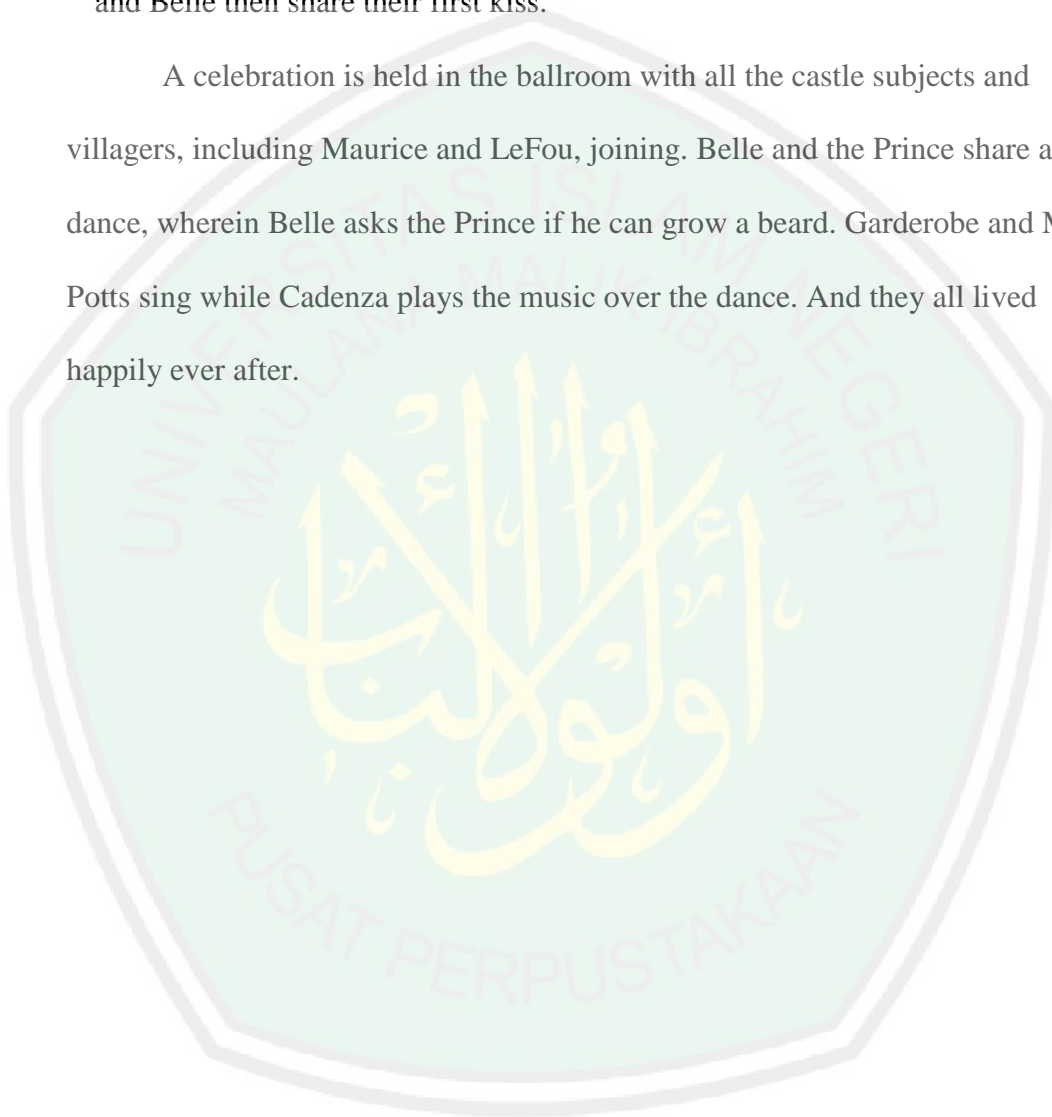 and Belle then share their first kiss.
A celebration is held in the ballroom with all the castle subjects and
villagers, including Maurice and LeFou, joining. Belle and the Prince share a
dance, wherein Belle asks the Prince if he can grow a beard. Garderobe and M
Potts sing while Cadenza plays the music over the dance. And they all lived
happily ever after.
UNIVERSITAS ISLAM NEGERI
MAULANA MALIK IBRAHIM
أولوا الألباب
PUSAT PERPUSTAKAAN